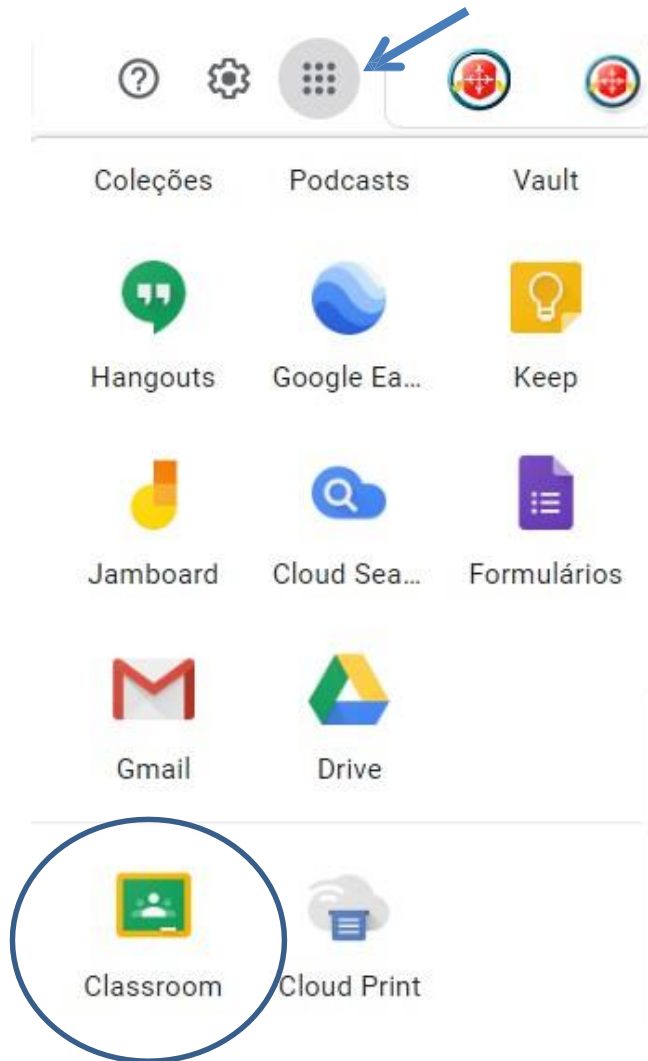 Coleções Podcasts Vault
Hangouts Google Ea... Keep
Jamboard Cloud Sea... Formulários
Gmail Drive
Classroom Cloud Print